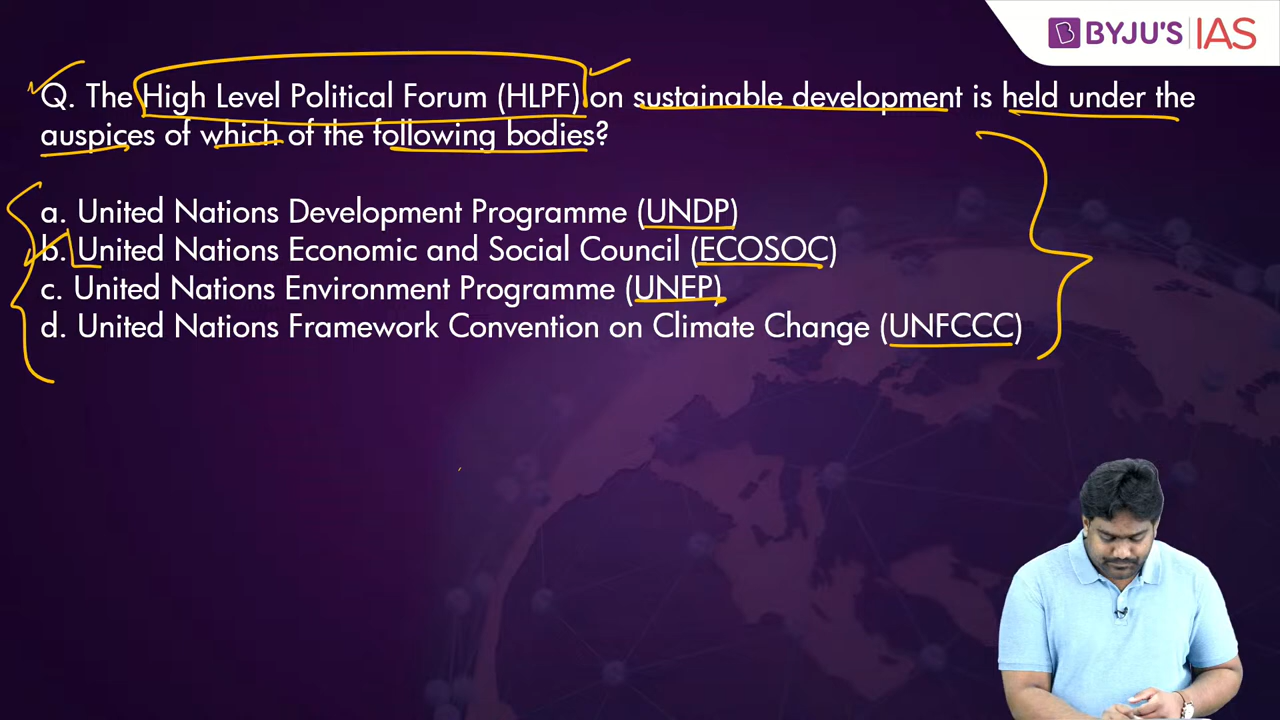 BYJU'S IAS
Q. The High Level Political Forum (HLPF) on sustainable development is held under the
auspices of which of the following bodies?
a. United Nations Development Programme (UNDP)
b. United Nations Economic and Social Council (ECOSOC)
c. United Nations Environment Programme (UNEP)
d. United Nations Framework Convention on Climate Change (UNFCCC)